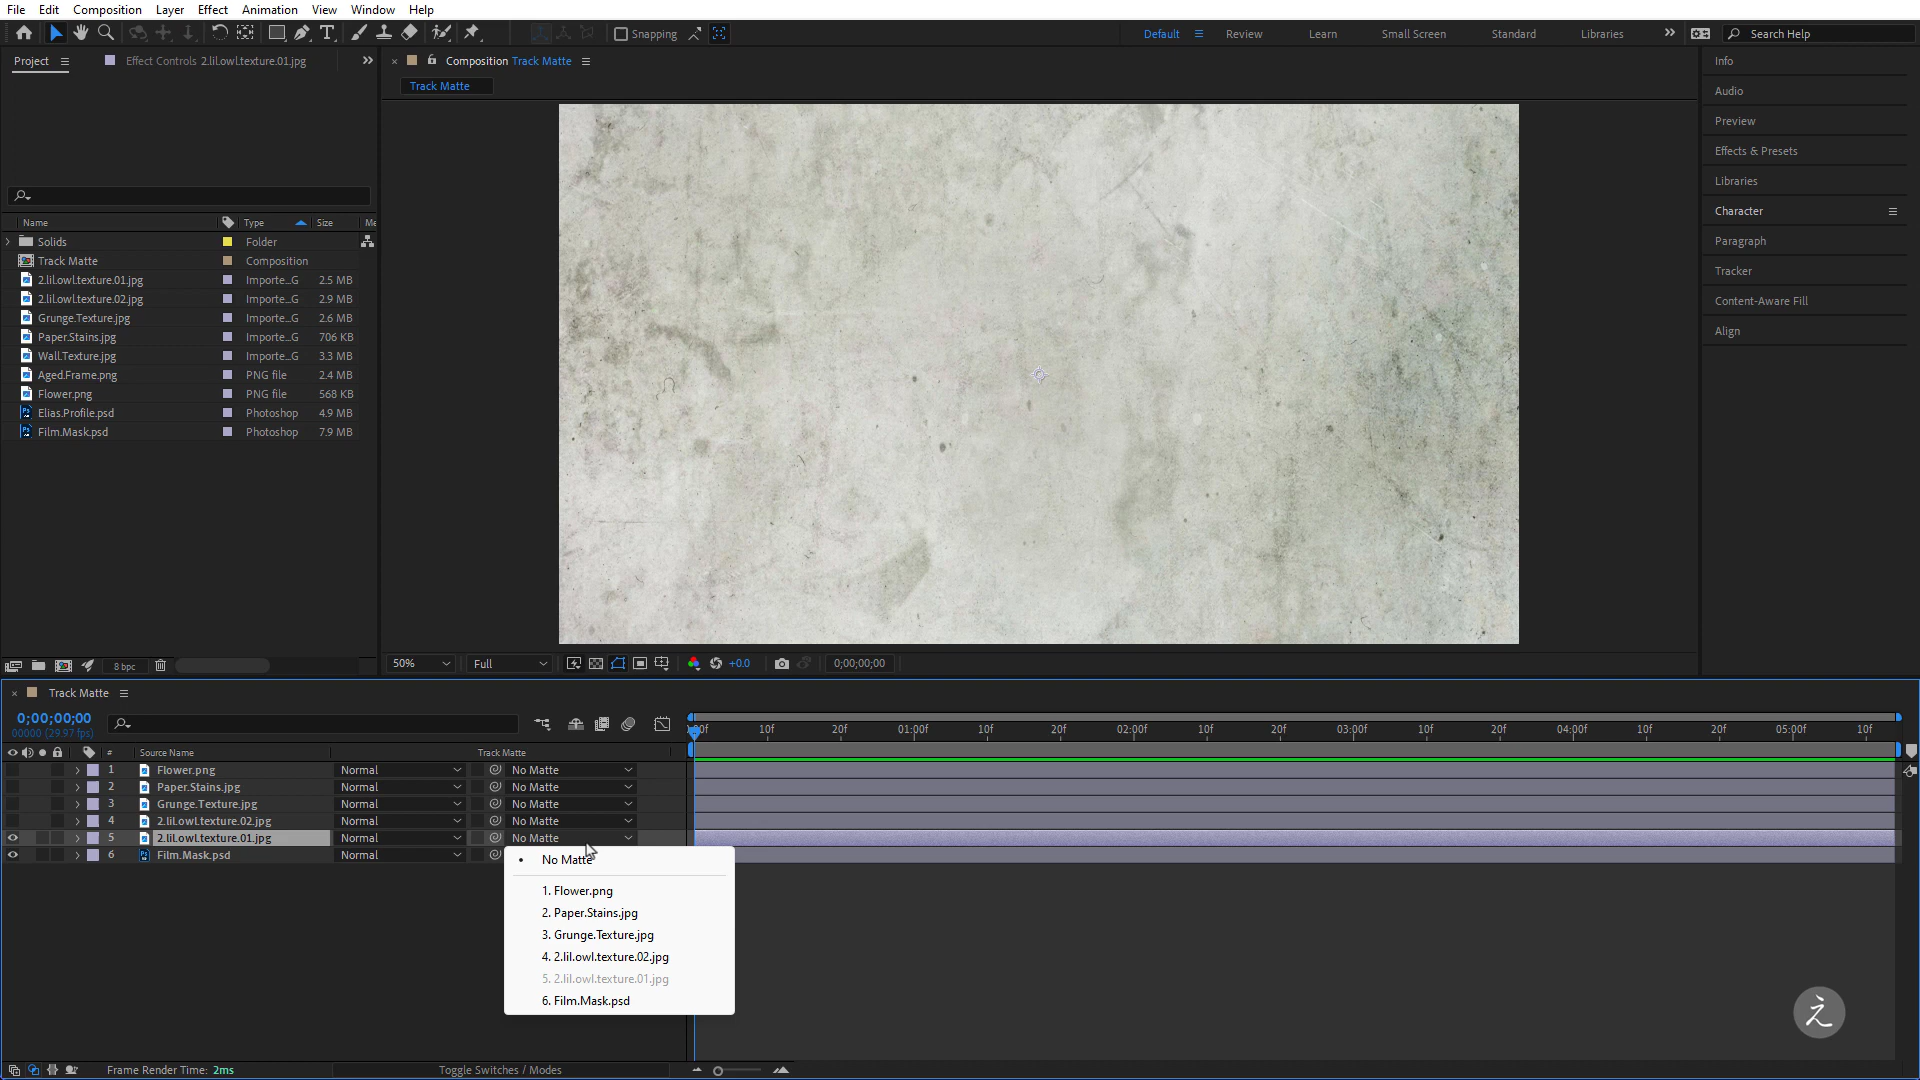 File Edit Composition Layer Effect Animation View Window Help
Snapping
Default Review Learn Small Screen Standard Libraries Search Help
Project Effect Controls 2.lil.owl.texture.01.jpg
Composition Track Matte
Track Matte
Name Type Size
Solids Folder
Track Matte Composition
2.lil.owl.texture.01.jpg Importe...G 2.5 MB
2.lil.owl.texture.02.jpg Importe...G 2.9 MB
Grunge.Texture.jpg Importe...G 2.6 MB
Paper.Stains.jpg Importe...G 706 KB
Wall.Texture.jpg Importe...G 3.3 MB
Aged.Frame.png PNG file 2.4 MB
Flower.png PNG file 568 KB
Elias.Profile.psd Photoshop 4.9 MB
Film.Mask.psd Photoshop 7.9 MB
8 bpc
50% Full +0.0 0;00;00;00
Info
Audio
Preview
Effects & Presets
Libraries
Character
Paragraph
Tracker
Content-Aware Fill
Align
Track Matte
0;00;00;00
00000 (29.97 fps)
10f 20f 01:00f 10f 20f 02:00f 10f 20f 03:00f 10f 20f 04:00f 10f 20f 05:00f 10f
# Source Name Track Matte
1 Flower.png Normal No Matte
2 Paper.Stains.jpg Normal No Matte
3 Grunge.Texture.jpg Normal No Matte
4 2.lil.owl.texture.02.jpg Normal No Matte
5 2.lil.owl.texture.01.jpg Normal No Matte
6 Film.Mask.psd Normal
No Matte
1. Flower.png
2. Paper.Stains.jpg
3. Grunge.Texture.jpg
4. 2.lil.owl.texture.02.jpg
5. 2.lil.owl.texture.01.jpg
6. Film.Mask.psd
Frame Render Time: 2ms Toggle Switches / Modes